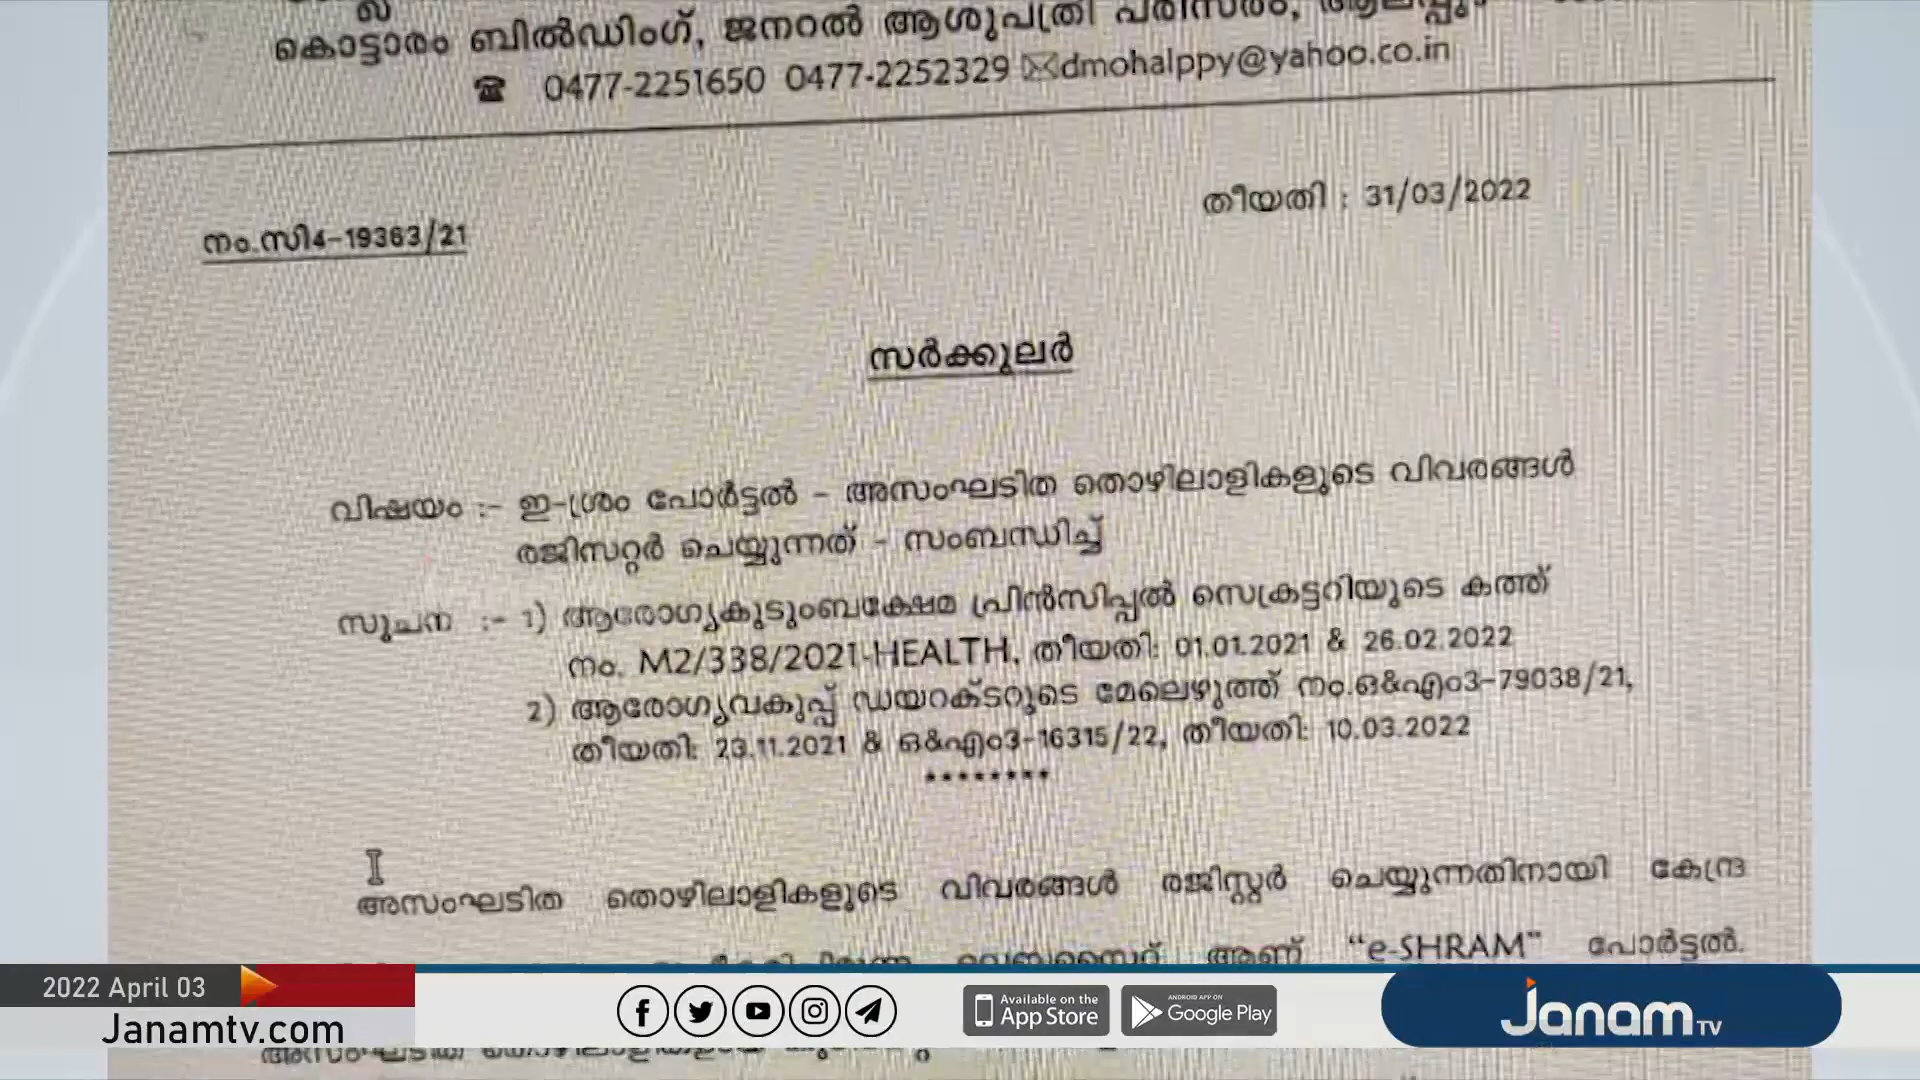 കൊട്ടാരം ബിൽഡിംഗ്, ജനറൽ ആശുപത്രി പരിസരം,
☎ 0477-2251650 0477-2252329 ✉dmohalppy@yahoo.co.in
തീയതി : 31/03/2022
നം.സി4-19363/21
സർക്കുലർ
വിഷയം :- ഇ-ശ്രം പോർട്ടൽ - അസംഘടിത തൊഴിലാളികളുടെ വിവരങ്ങൾ
രജിസറ്റർ ചെയ്യുന്നത് - സംബന്ധിച്ച്
സൂചന :- 1) ആരോഗ്യകുടുംബക്ഷേമ പ്രിൻസിപ്പൽ സെക്രട്ടറിയുടെ കത്ത്
നം. M2/338/2021-HEALTH, തീയതി: 01.01.2021 & 26.02.2022
2) ആരോഗ്യവകുപ്പ് ഡയറക്ടറുടെ മേലെഴുത്ത് നം.ഒ&എം3-79038/21,
തീയതി: 23.11.2021 & ഒ&എം3-16315/22, തീയതി: 10.03.2022
********
അസംഘടിത തൊഴിലാളികളുടെ വിവരങ്ങൾ രജിസ്റ്റർ ചെയ്യുന്നതിനായി കേന്ദ്ര
വെബ്സൈറ്റ് ആണ് “e-SHRAM” പോർട്ടൽ.
2022 April 03
Janamtv.com
Available on the App Store
ANDROID APP ON Google Play
Janam TV